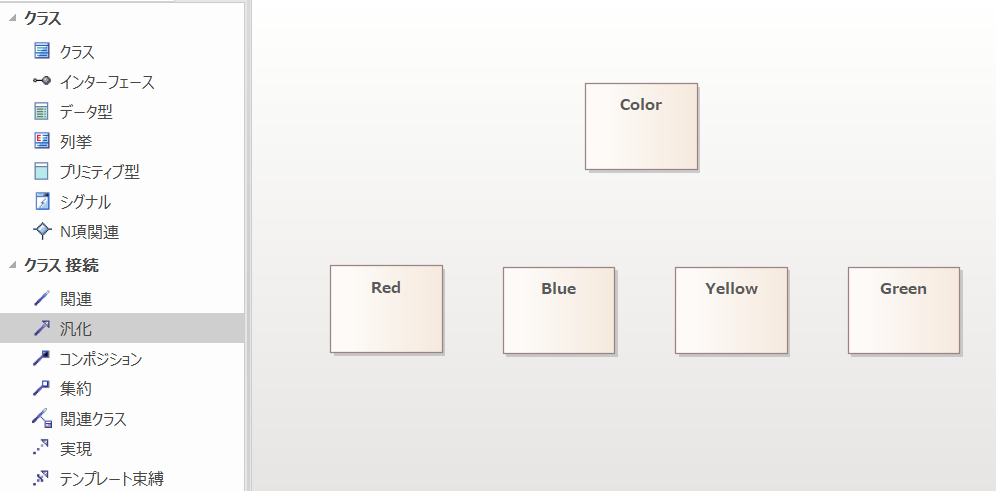 クラス
クラス
インターフェース
データ型
列挙
プリミティブ型
シグナル
N項関連
クラス 接続
関連
汎化
コンポジション
集約
関連クラス
実現
テンプレート束縛
Color
Red
Blue
Yellow
Green